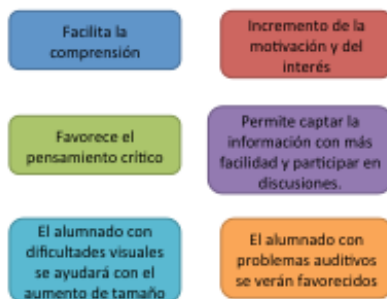 Facilita la
comprensión
Incremento de la
motivación y del
interés
Favorece el
pensamiento crítico
Permite captar la
información con más
facilidad y participar en
discusiones.
El alumnado con
dificultades visuales
se ayudará con el
aumento de tamaño
El alumnado con
problemas auditivos
se verán favorecidos